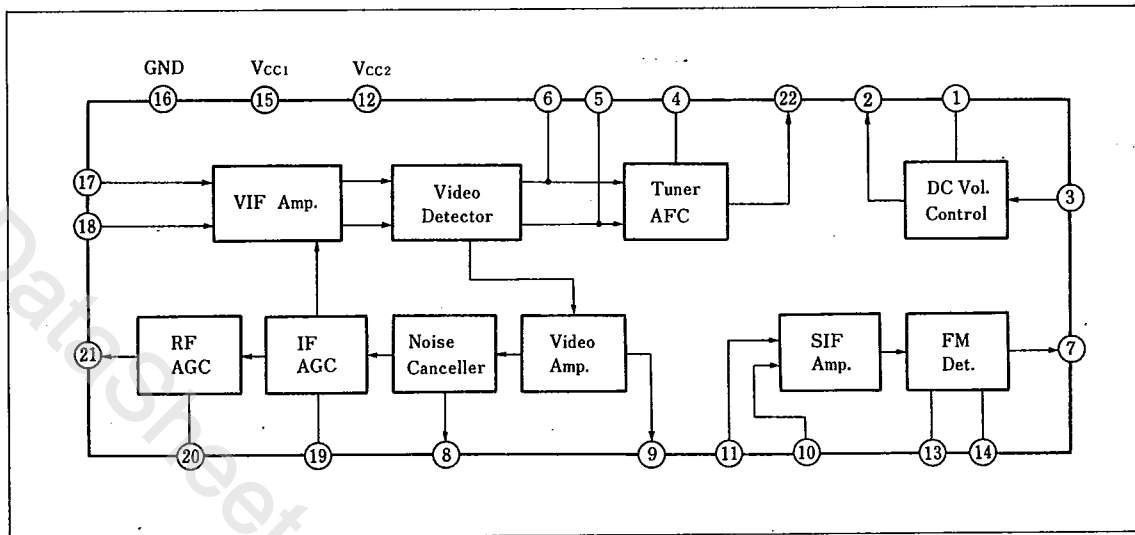 GND VCC1 VCC2
16 15 12 6 5 4 22 2 1
17 VIF Amp. Video Detector Tuner AFC DC Vol. Control 3
18
21 RF AGC IF AGC Noise Canceller Video Amp. SIF Amp. FM Det. 7
20 19 8 9 11 10 13 14
DataSheet